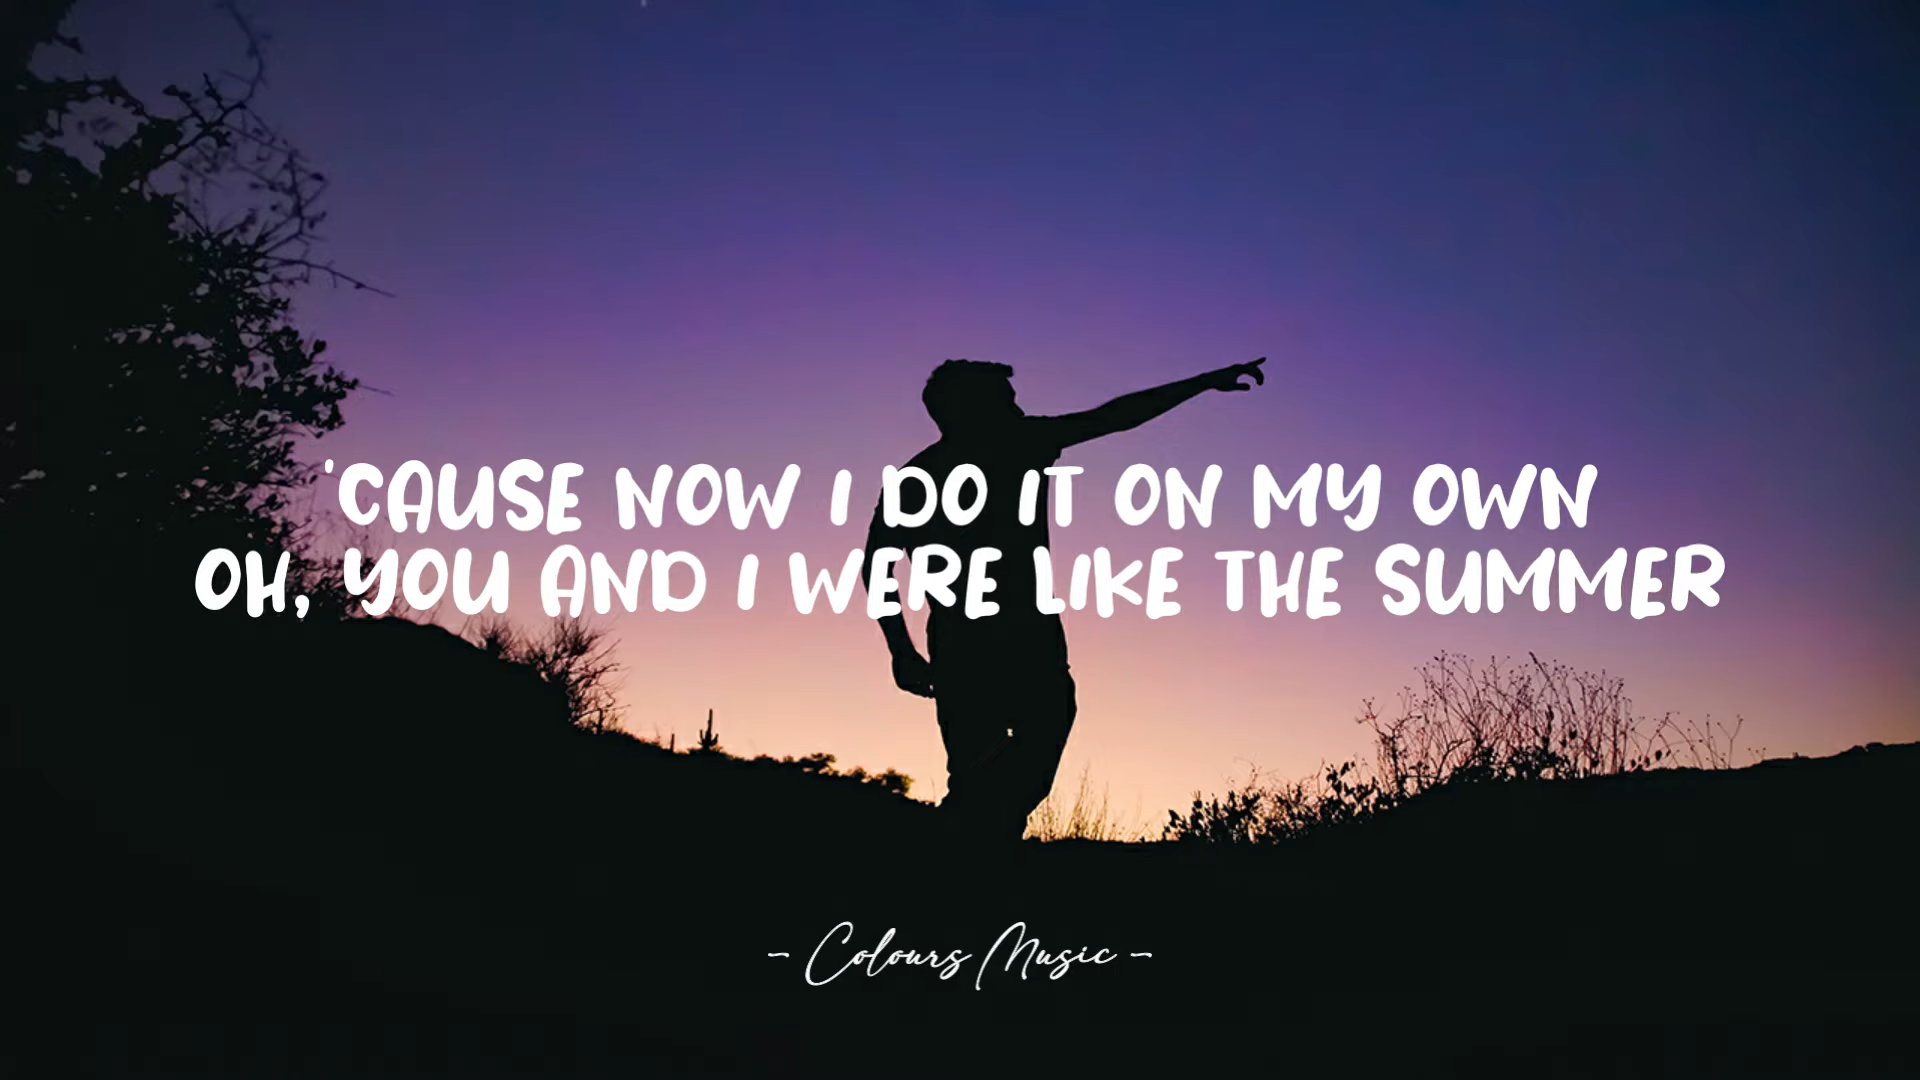 'CAUSE NOW I DO IT ON MY OWN
OH, YOU AND I WERE LIKE THE SUMMER
- Colours Music -